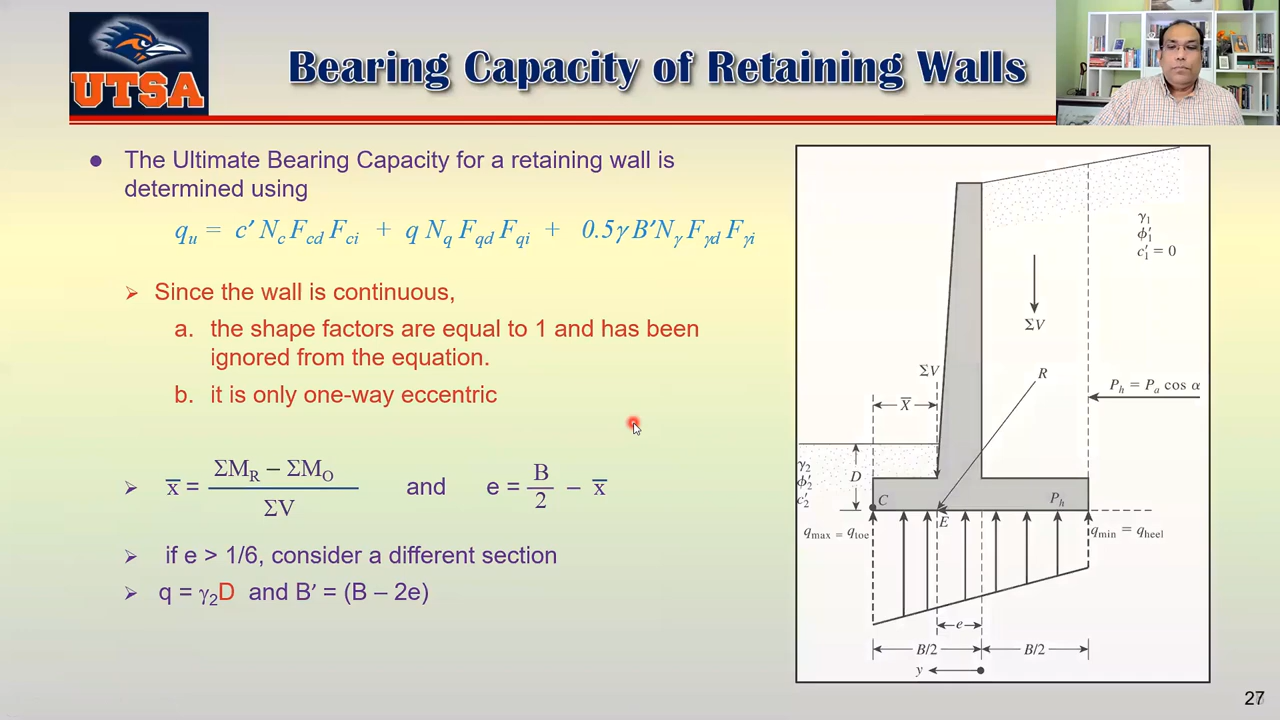 UTSA
Bearing Capacity of Retaining Walls
● The Ultimate Bearing Capacity for a retaining wall is
determined using
qᵤ = c′ N_c F_cd F_ci + q N_q F_qd F_qi + 0.5γ B′N_γ F_γd F_γi
➢ Since the wall is continuous,
a. the shape factors are equal to 1 and has been
ignored from the equation.
b. it is only one-way eccentric
➢ x̅ = (ΣM_R – ΣM_O) / ΣV and e = B/2 – x̅
➢ if e > 1/6, consider a different section
➢ q = γ₂D and B′ = (B – 2e)
γ₁
ϕ′₁
c′₁ = 0
ΣV
ΣV
R
P_h = P_a cos α
X̅
γ₂
ϕ′₂
c′₂
D
C
P_h
E
q_max = q_toe
q_min = q_heel
e
B/2
B/2
y
27